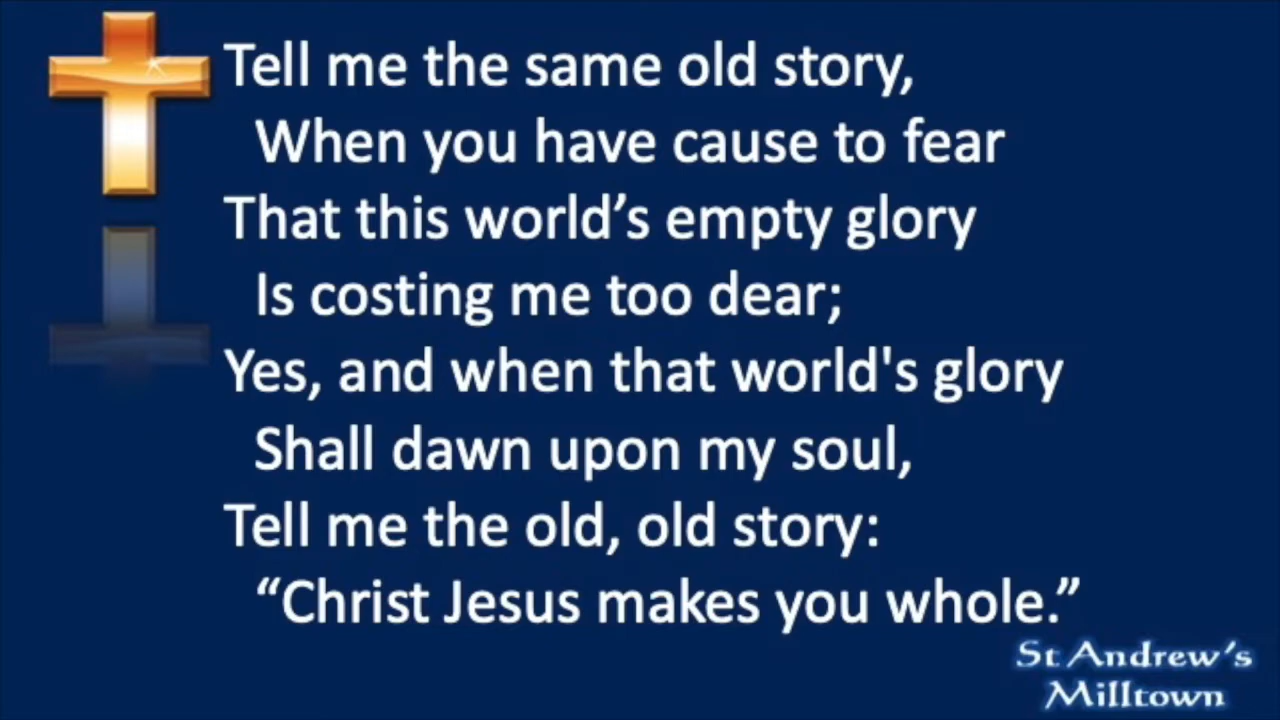 Tell me the same old story,
When you have cause to fear
That this world’s empty glory
Is costing me too dear;
Yes, and when that world's glory
Shall dawn upon my soul,
Tell me the old, old story:
“Christ Jesus makes you whole.”
St Andrew’s
Milltown